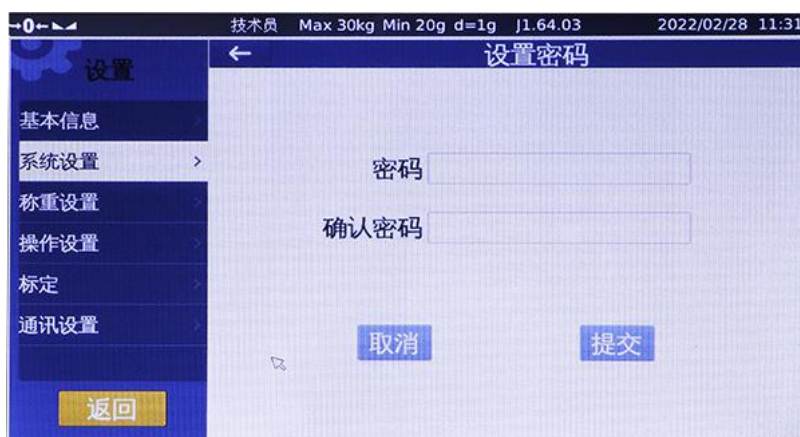 →0← 技术员 Max 30kg Min 20g d=1g J1.64.03 2022/02/28 11:31
设置
← 设置密码
基本信息 >
系统设置 >
称重设置 >
操作设置 >
标定 >
通讯设置 >
密码
确认密码
取消 提交
返回